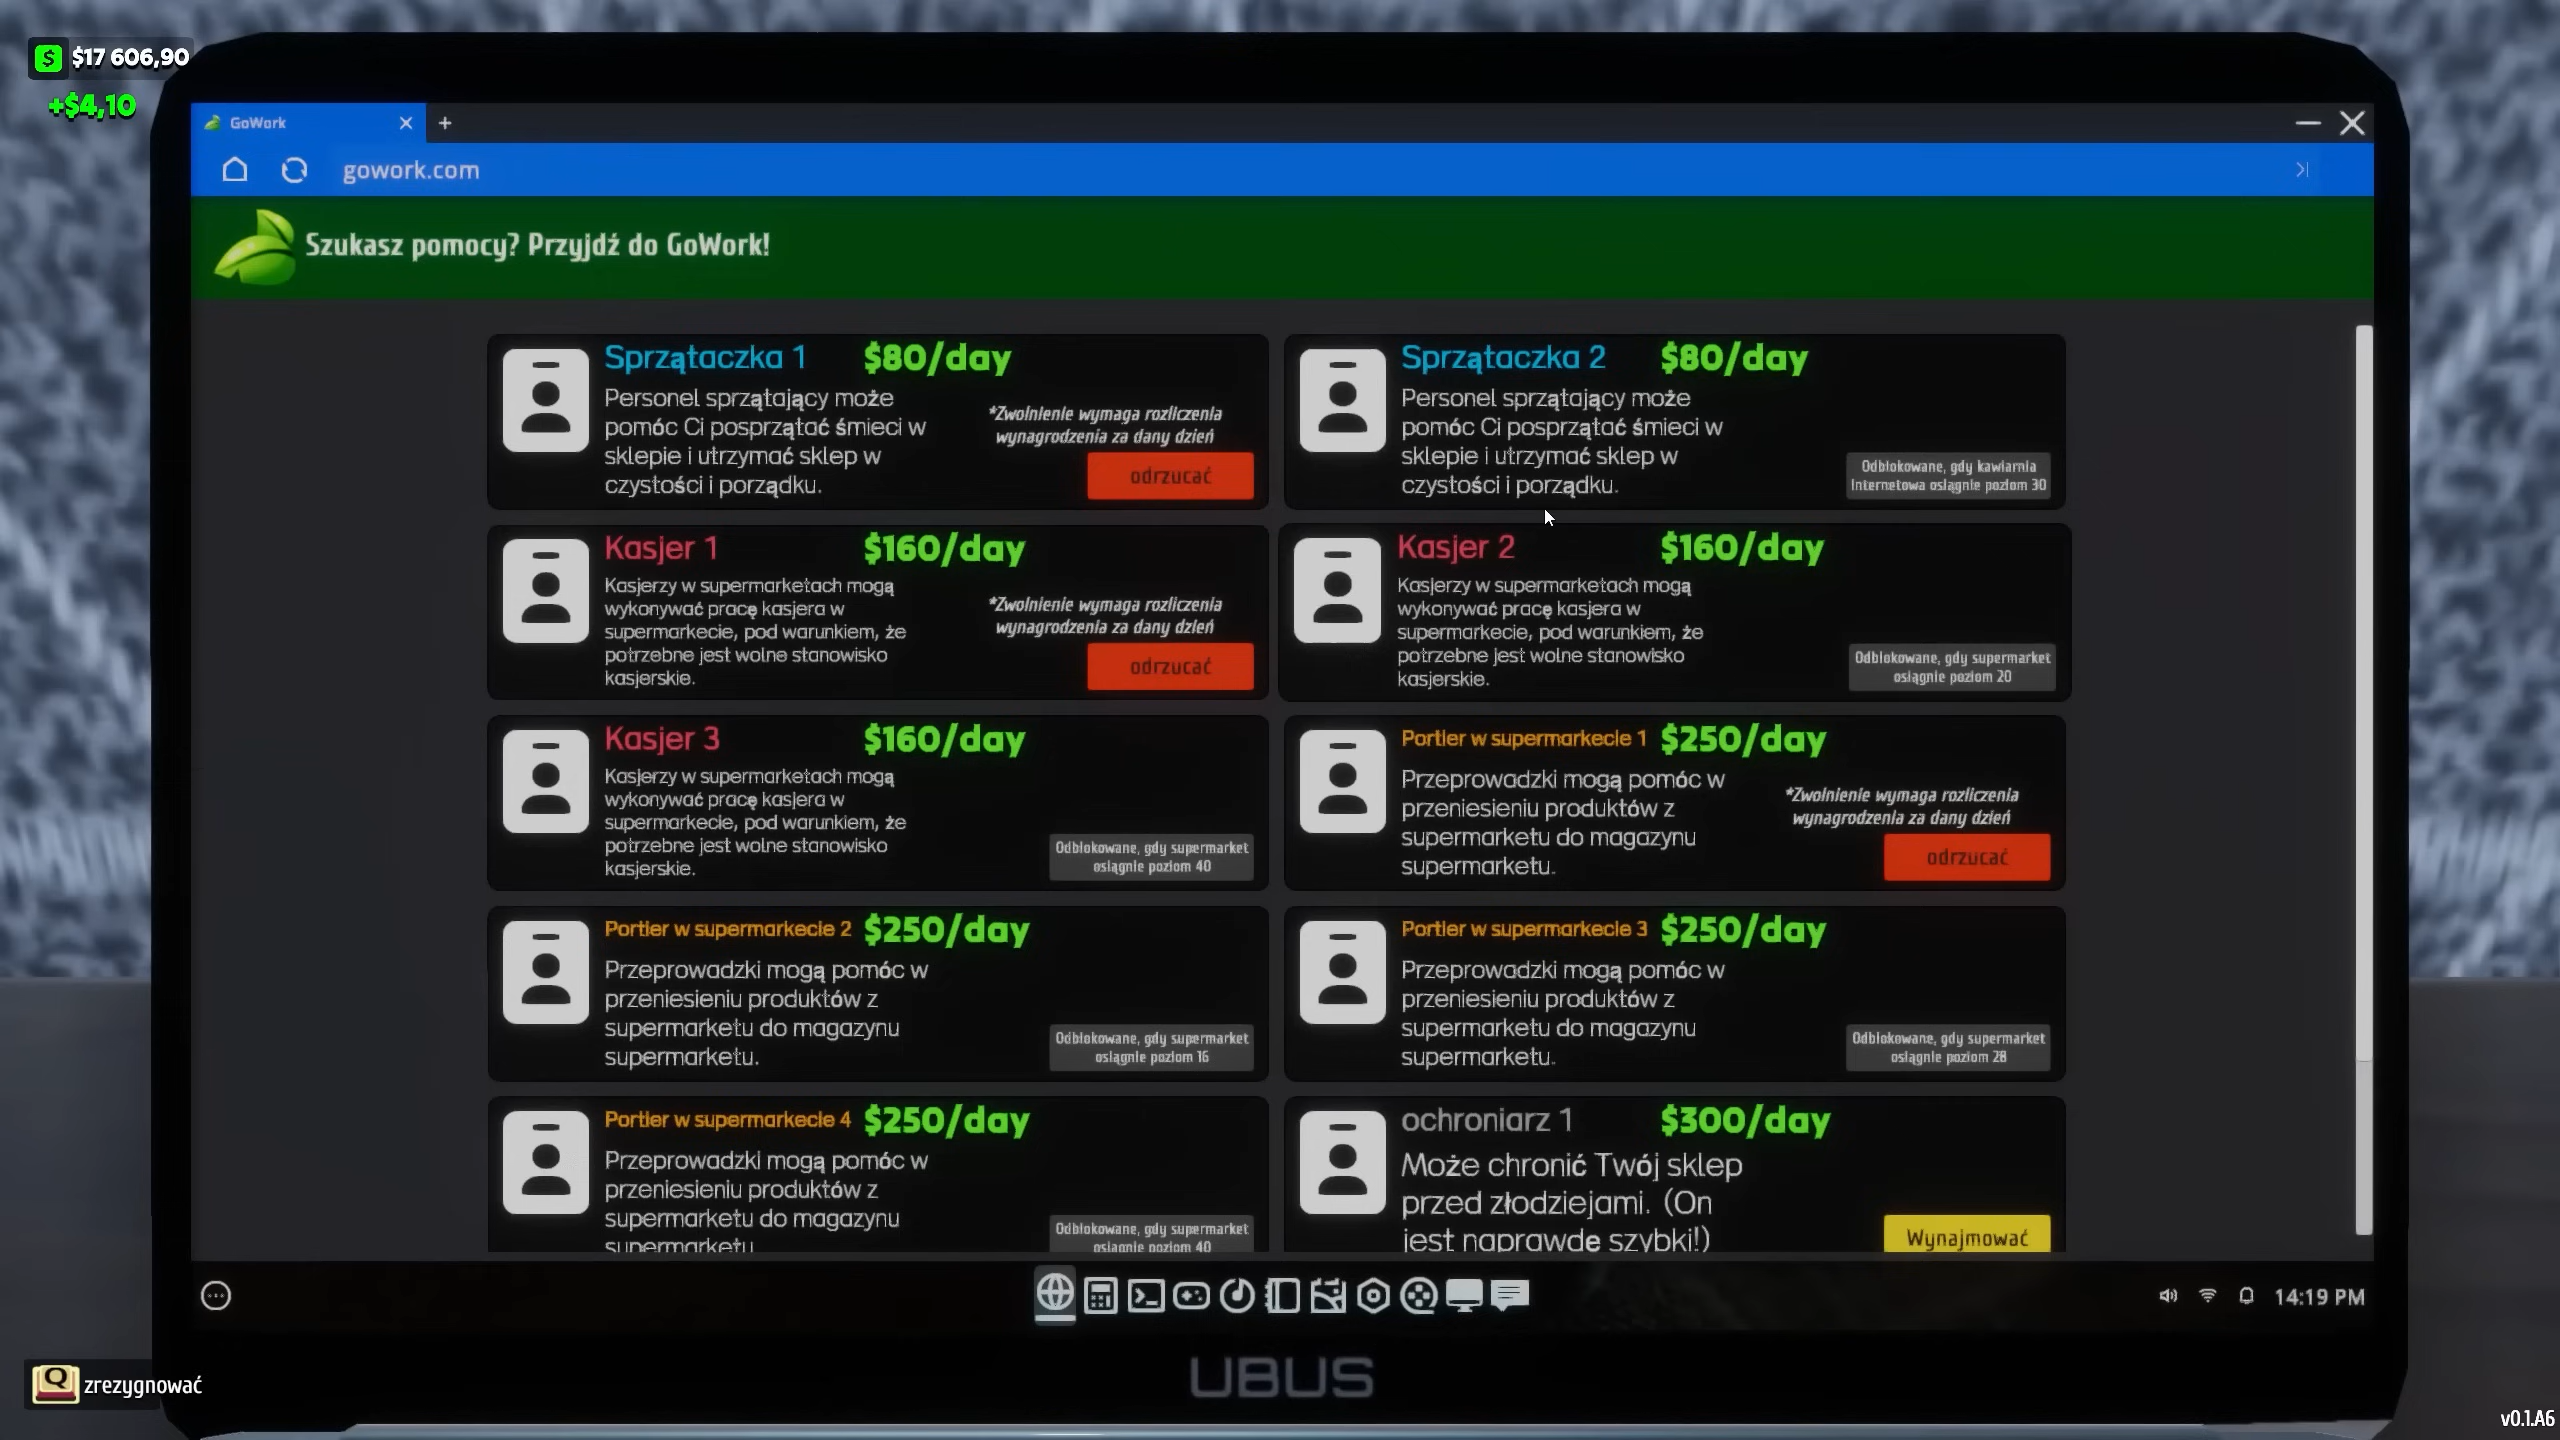 $17 606,90
+$4,10
GoWork
gowork.com
Szukasz pomocy? Przyjdź do GoWork!
Sprzątaczka 1 $80/day
Personel sprzątający może
pomóc Ci posprzątać śmieci w
sklepie i utrzymać sklep w
czystości i porządku.
*Zwolnienie wymaga rozliczenia
wynagrodzenia za dany dzień
odrzucać
Sprzątaczka 2 $80/day
Personel sprzątający może
pomóc Ci posprzątać śmieci w
sklepie i utrzymać sklep w
czystości i porządku.
Odblokowane, gdy kawiarnia
Internetowa osiągnie poziom 30
Kasjer 1 $160/day
Kasjerzy w supermarketach mogą
wykonywać pracę kasjera w
supermarkecie, pod warunkiem, że
potrzebne jest wolne stanowisko
kasjerskie.
*Zwolnienie wymaga rozliczenia
wynagrodzenia za dany dzień
odrzucać
Kasjer 2 $160/day
Kasjerzy w supermarketach mogą
wykonywać pracę kasjera w
supermarkecie, pod warunkiem, że
potrzebne jest wolne stanowisko
kasjerskie.
Odblokowane, gdy supermarket
osiągnie poziom 20
Kasjer 3 $160/day
Kasjerzy w supermarketach mogą
wykonywać pracę kasjera w
supermarkecie, pod warunkiem, że
potrzebne jest wolne stanowisko
kasjerskie.
Odblokowane, gdy supermarket
osiągnie poziom 40
Portier w supermarkecie 1 $250/day
Przeprowadzki mogą pomóc w
przeniesieniu produktów z
supermarketu do magazynu
supermarketu.
*Zwolnienie wymaga rozliczenia
wynagrodzenia za dany dzień
odrzucać
Portier w supermarkecie 2 $250/day
Przeprowadzki mogą pomóc w
przeniesieniu produktów z
supermarketu do magazynu
supermarketu.
Odblokowane, gdy supermarket
osiągnie poziom 16
Portier w supermarkecie 3 $250/day
Przeprowadzki mogą pomóc w
przeniesieniu produktów z
supermarketu do magazynu
supermarketu.
Odblokowane, gdy supermarket
osiągnie poziom 28
Portier w supermarkecie 4 $250/day
Przeprowadzki mogą pomóc w
przeniesieniu produktów z
supermarketu do magazynu
supermarketu
Odblokowane, gdy supermarket
osiągnie poziom 40
ochroniarz 1 $300/day
Może chronić Twój sklep
przed złodziejami. (On
jest naprawdę szybki!)
Wynajmować
14:19 PM
UBUS
Q zrezygnować
v0.1.A6